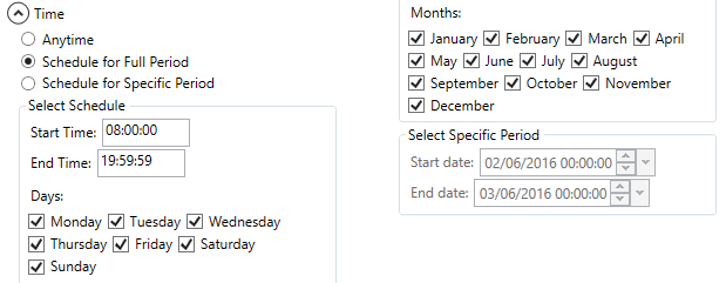 Time
Anytime
Schedule for Full Period
Schedule for Specific Period
Select Schedule
Start Time: 08:00:00
End Time: 19:59:59
Days:
Monday Tuesday Wednesday
Thursday Friday Saturday
Sunday
Months:
January February March April
May June July August
September October November
December
Select Specific Period
Start date: 02/06/2016 00:00:00
End date: 03/06/2016 00:00:00